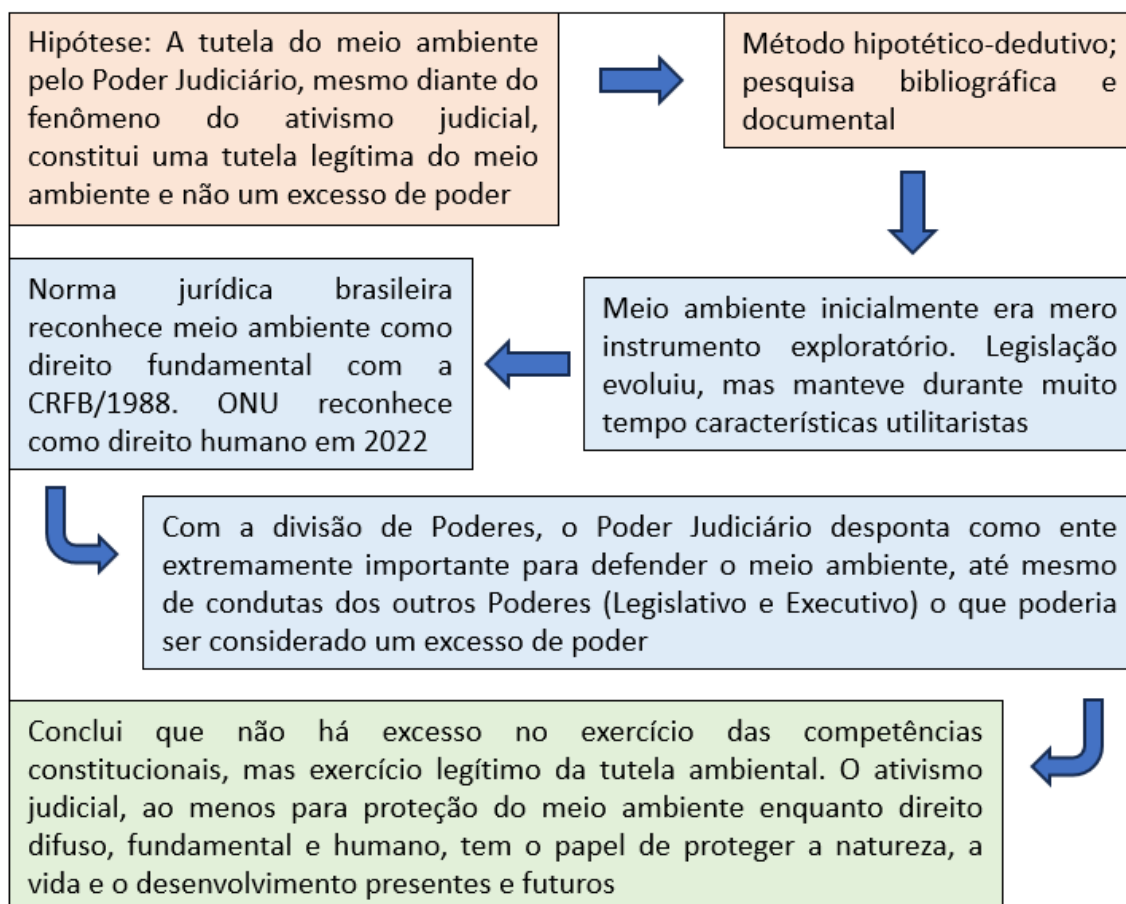 Hipótese: A tutela do meio ambiente
pelo Poder Judiciário, mesmo diante do
fenômeno do ativismo judicial,
constitui uma tutela legítima do meio
ambiente e não um excesso de poder
Método hipotético-dedutivo;
pesquisa bibliográfica e
documental
Meio ambiente inicialmente era mero
instrumento exploratório. Legislação
evoluiu, mas manteve durante muito
tempo características utilitaristas
Norma jurídica brasileira
reconhece meio ambiente como
direito fundamental com a
CRFB/1988. ONU reconhece
como direito humano em 2022
Com a divisão de Poderes, o Poder Judiciário desponta como ente
extremamente importante para defender o meio ambiente, até mesmo
de condutas dos outros Poderes (Legislativo e Executivo) o que poderia
ser considerado um excesso de poder
Conclui que não há excesso no exercício das competências
constitucionais, mas exercício legítimo da tutela ambiental. O ativismo
judicial, ao menos para proteção do meio ambiente enquanto direito
difuso, fundamental e humano, tem o papel de proteger a natureza, a
vida e o desenvolvimento presentes e futuros